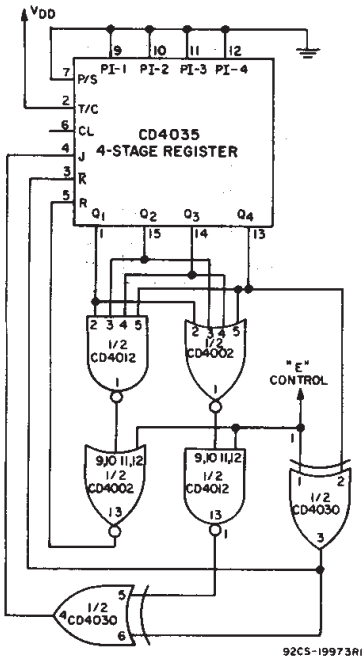 VDD
9 10 11 12
PI-1 PI-2 PI-3 PI-4
7 P/S
2 T/C
6 CL
CD4035
4-STAGE REGISTER
4 J
3 K
5 R
Q1 Q2 Q3 Q4
1 15 14 13
2 3 4 5
1/2
CD4012
1
2 3 4 5
1/2
CD4002
1
"E"
CONTROL
1
9,10 11,12
1/2
CD4002
13
9,10 11,12
1/2
CD4012
13
1
1 2
1/2
CD4030
3
4
1/2
CD4030
5
6
92CS-19973RI